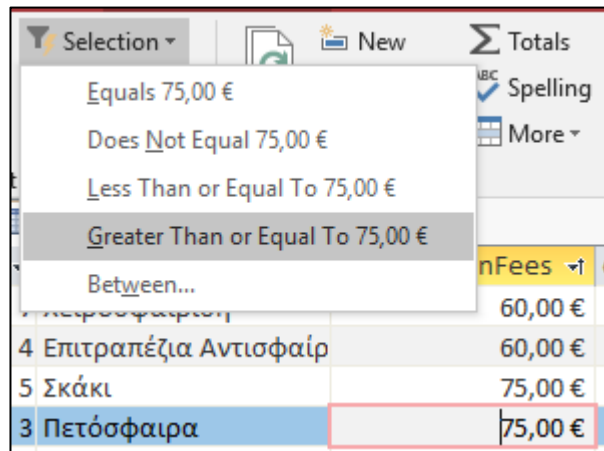 Selection
New
Totals
Equals 75,00 €
ABC Spelling
Does Not Equal 75,00 €
More
Less Than or Equal To 75,00 €
Greater Than or Equal To 75,00 €
nFees
Between...
60,00 €
4 Επιτραπέζια Αντισφαίρ 60,00 €
5 Σκάκι 75,00 €
3 Πετόσφαιρα 75,00 €